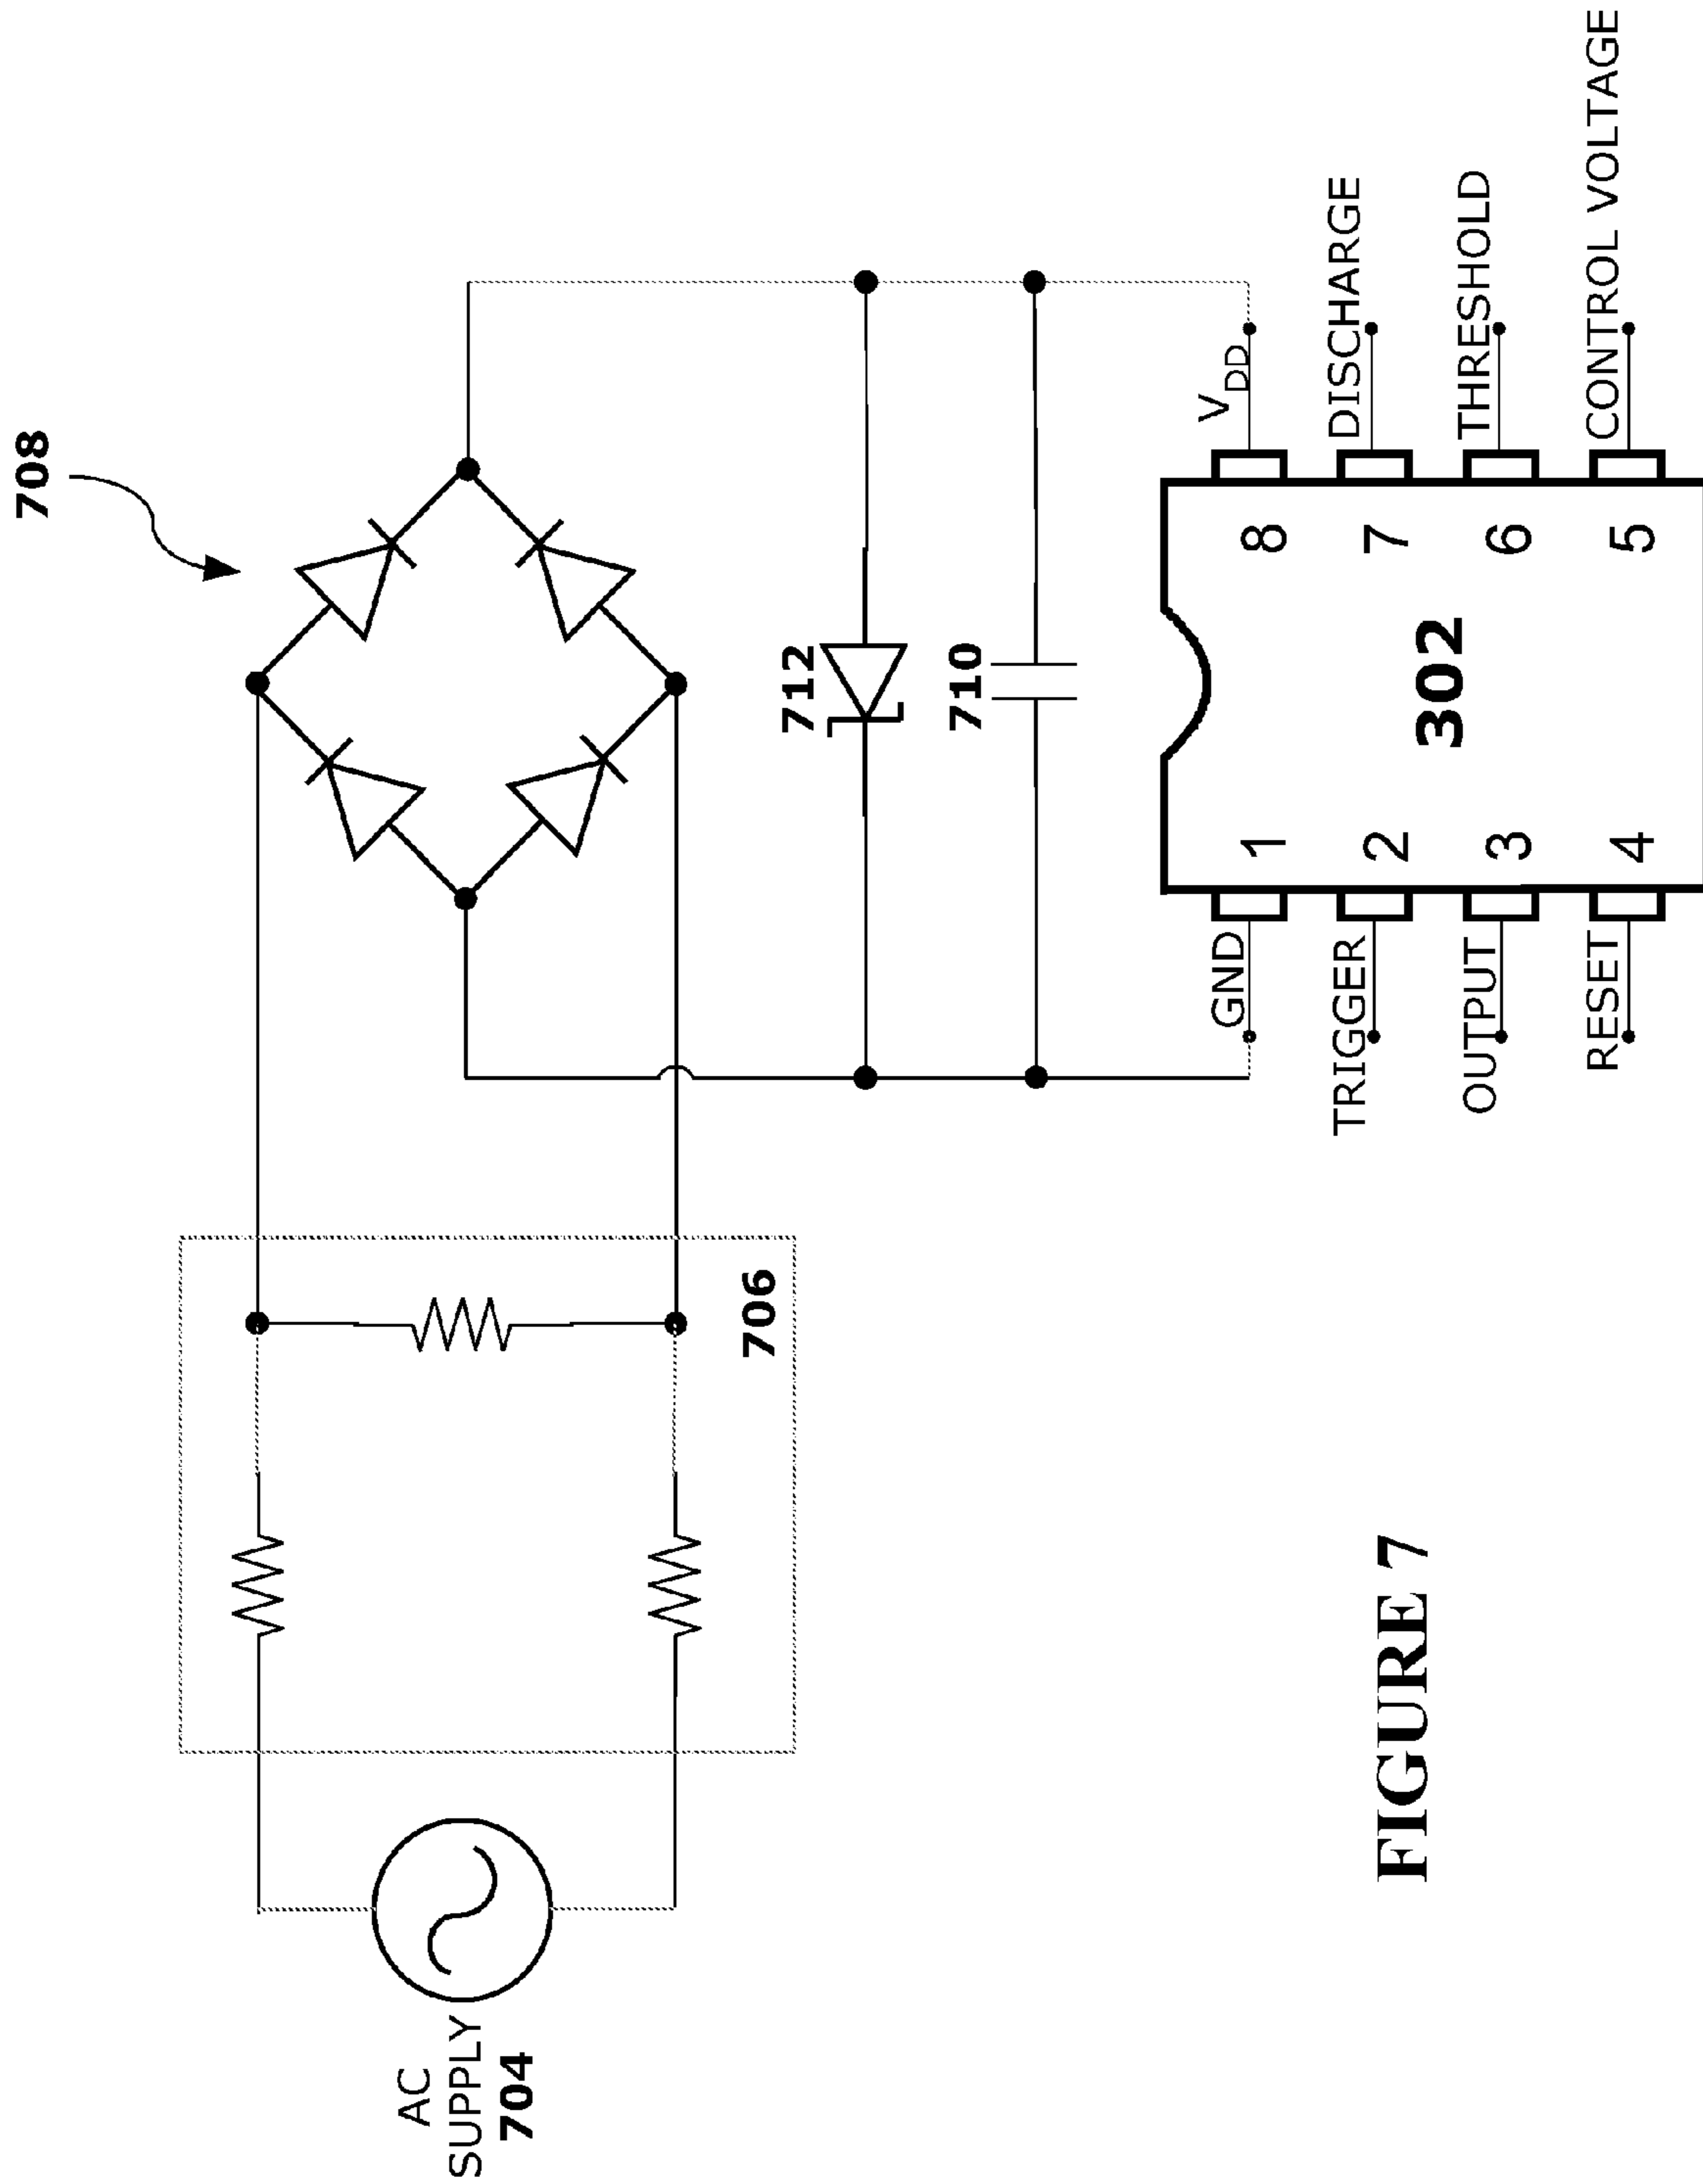 708
AC
SUPPLY
704
706
712
710
302
1
2
3
4
8
7
6
5
GND
TRIGGER
OUTPUT
RESET
VDD
DISCHARGE
THRESHOLD
CONTROL VOLTAGE
FIGURE 7